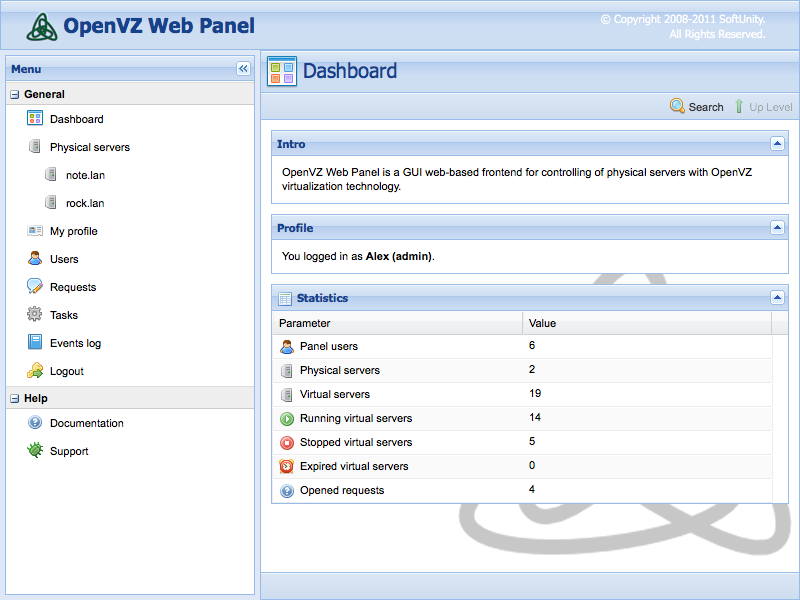 OpenVZ Web Panel
© Copyright 2008-2011 SoftUnity.
All Rights Reserved.
Menu
General
Dashboard
Physical servers
note.lan
rock.lan
My profile
Users
Requests
Tasks
Events log
Logout
Help
Documentation
Support
Dashboard
Search
Up Level
Intro
OpenVZ Web Panel is a GUI web-based frontend for controlling of physical servers with OpenVZ
virtualization technology.
Profile
You logged in as Alex (admin).
Statistics
Parameter Value
Panel users 6
Physical servers 2
Virtual servers 19
Running virtual servers 14
Stopped virtual servers 5
Expired virtual servers 0
Opened requests 4